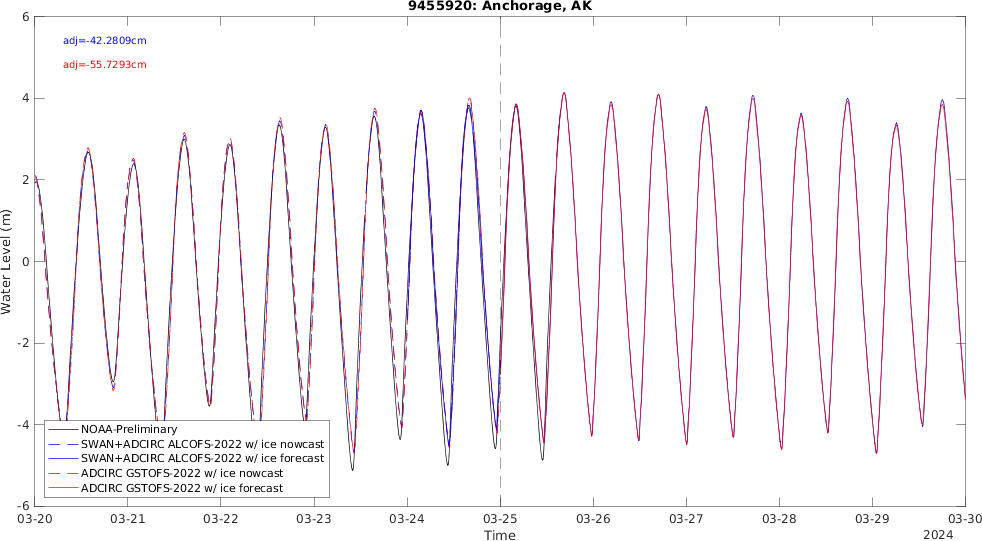 9455920: Anchorage, AK
adj=-42.2809cm
adj=-55.7293cm
6
4
2
0
-2
-4
-6
Water Level (m)
NOAA-Preliminary
SWAN+ADCIRC ALCOFS-2022 w/ ice nowcast
SWAN+ADCIRC ALCOFS-2022 w/ ice forecast
ADCIRC GSTOFS-2022 w/ ice nowcast
ADCIRC GSTOFS-2022 w/ ice forecast
03-20 03-21 03-22 03-23 03-24 03-25 03-26 03-27 03-28 03-29 03-30
Time
2024